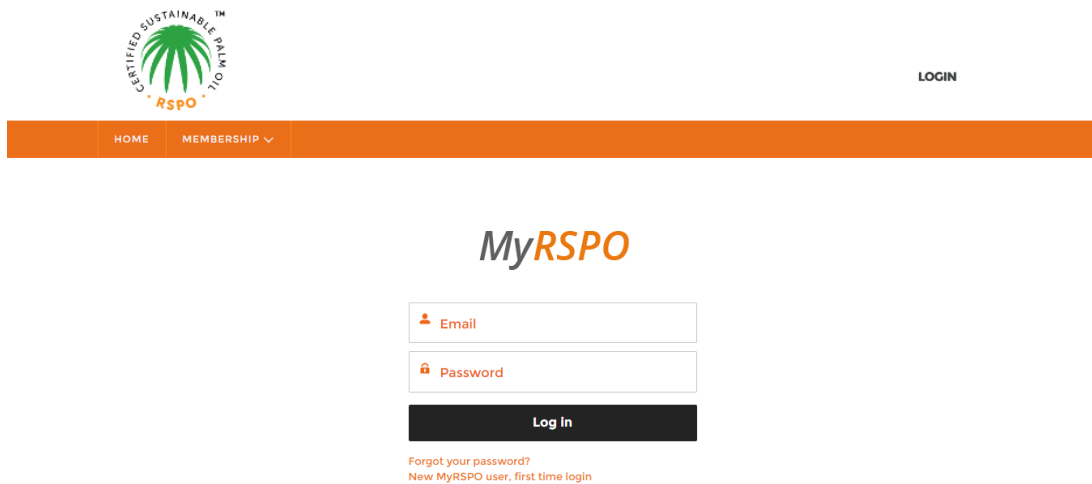 CERTIFIED SUSTAINABLE PALM OIL TM
· RSPO ·
LOGIN
HOME
MEMBERSHIP
MyRSPO
Email
Password
Log in
Forgot your password?
New MyRSPO user, first time login